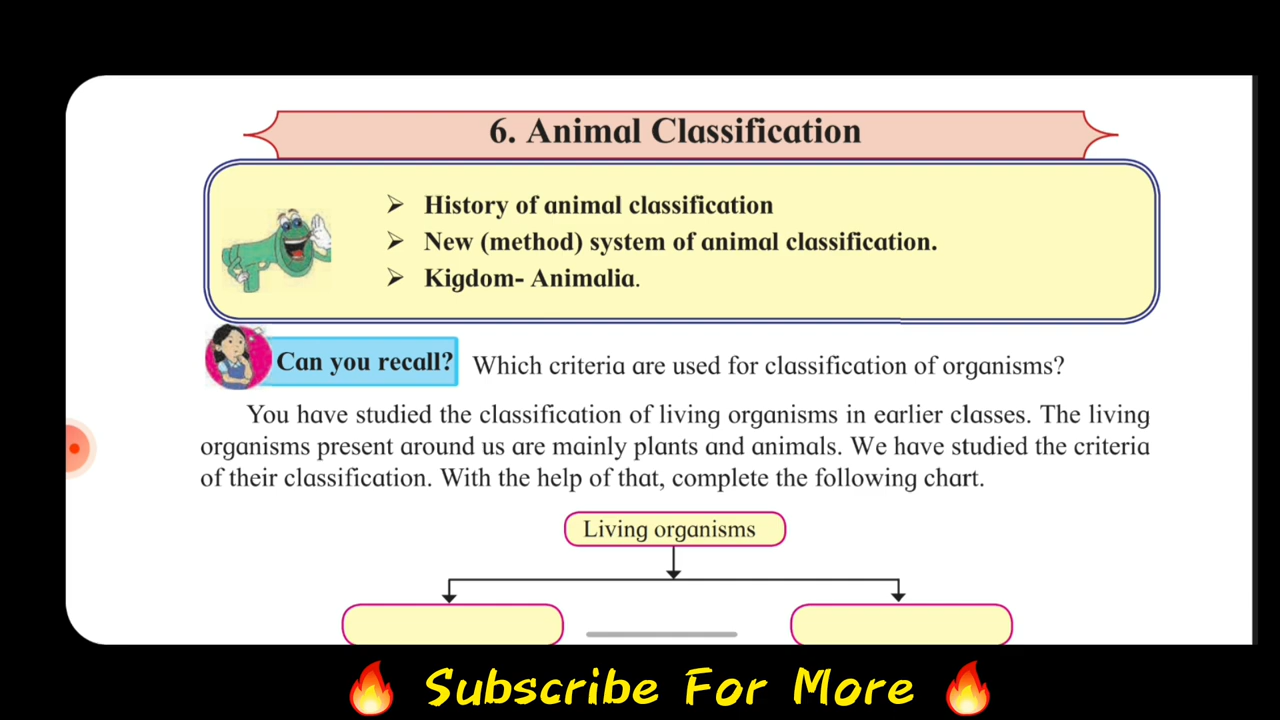 6. Animal Classification
➢ History of animal classification
➢ New (method) system of animal classification.
➢ Kigdom- Animalia.
Can you recall? Which criteria are used for classification of organisms?
You have studied the classification of living organisms in earlier classes. The living
organisms present around us are mainly plants and animals. We have studied the criteria
of their classification. With the help of that, complete the following chart.
Living organisms
🔥 Subscribe For More 🔥